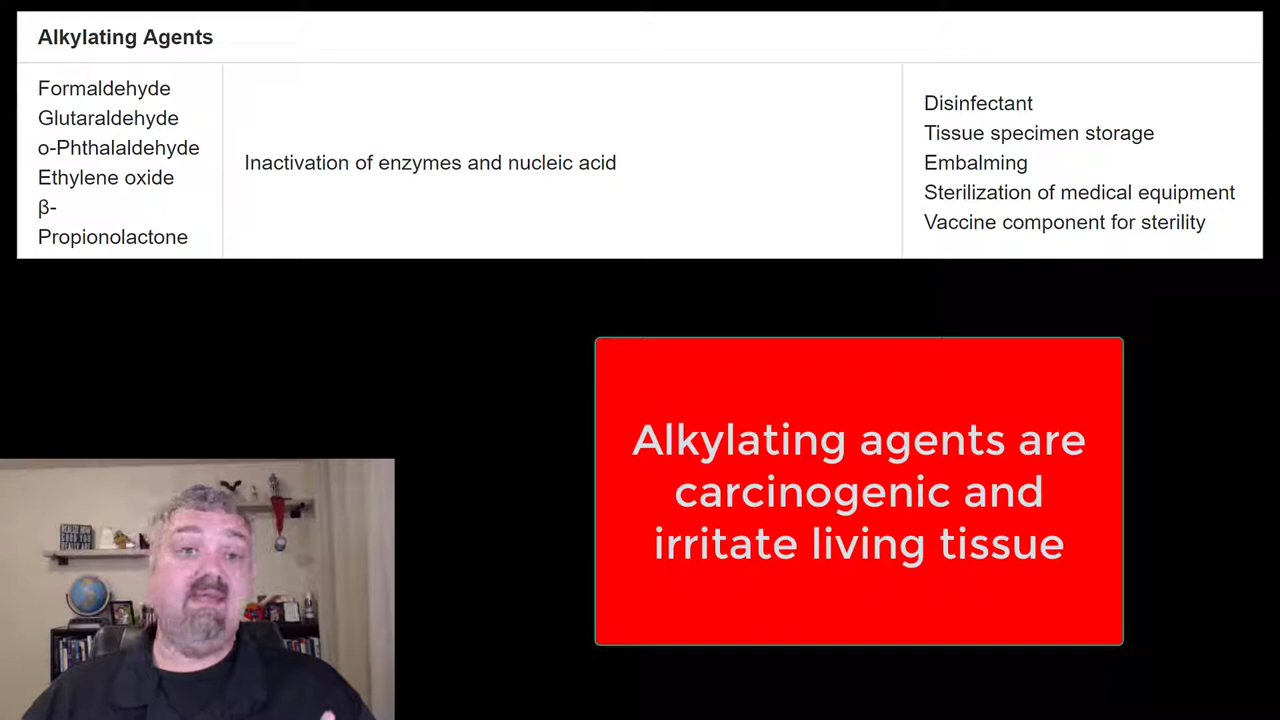 Alkylating Agents
Formaldehyde
Glutaraldehyde
o-Phthalaldehyde
Ethylene oxide
β-
Propionolactone
Inactivation of enzymes and nucleic acid
Disinfectant
Tissue specimen storage
Embalming
Sterilization of medical equipment
Vaccine component for sterility
Alkylating agents are
carcinogenic and
irritate living tissue